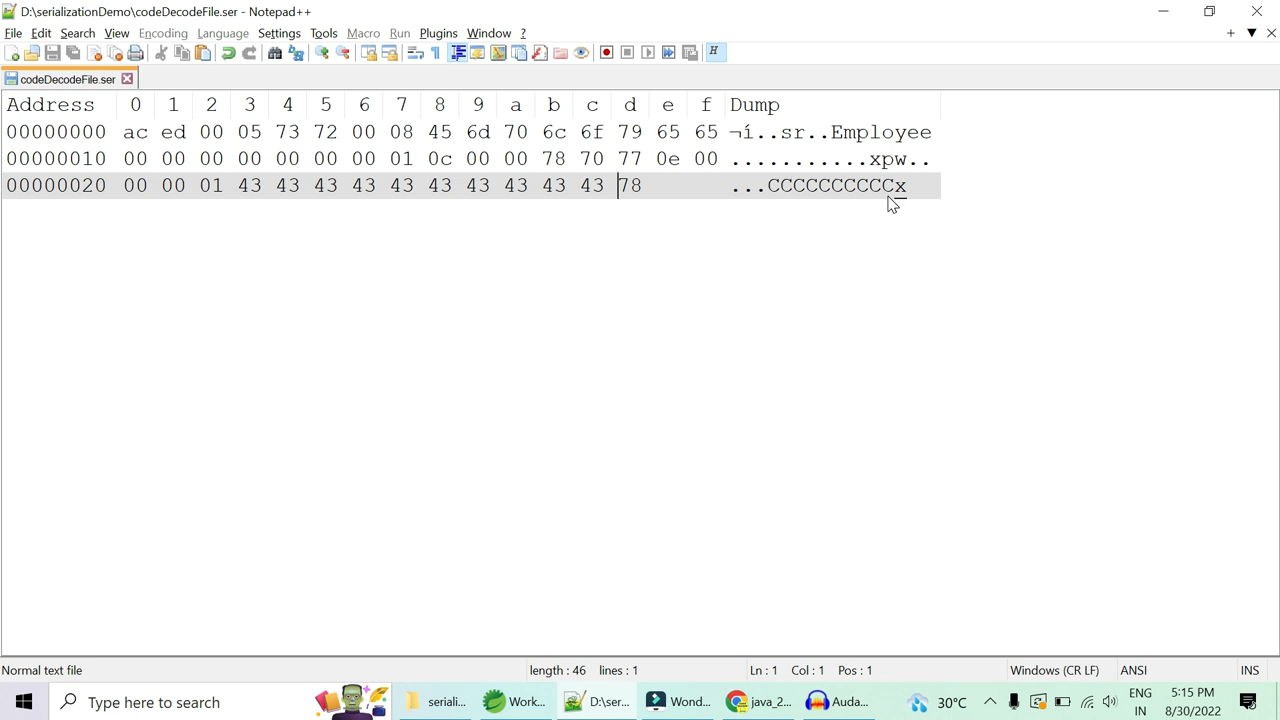 D:\serializationDemo\codeDecodeFile.ser - Notepad++
File Edit Search View Encoding Language Settings Tools Macro Run Plugins Window ?
codeDecodeFile.ser
Address 0 1 2 3 4 5 6 7 8 9 a b c d e f Dump
00000000 ac ed 00 05 73 72 00 08 45 6d 70 6c 6f 79 65 65 ¬í..sr..Employee
00000010 00 00 00 00 00 00 00 01 0c 00 00 78 70 77 0e 00 ...........xpw..
00000020 00 00 01 43 43 43 43 43 43 43 43 43 43 78 ...CCCCCCCCCCx
Normal text file length : 46 lines : 1 Ln : 1 Col : 1 Pos : 1 Windows (CR LF) ANSI INS
Type here to search seriali... Work... D:\ser... Wond... java_2... Auda... 30°C ENG IN 5:15 PM 8/30/2022